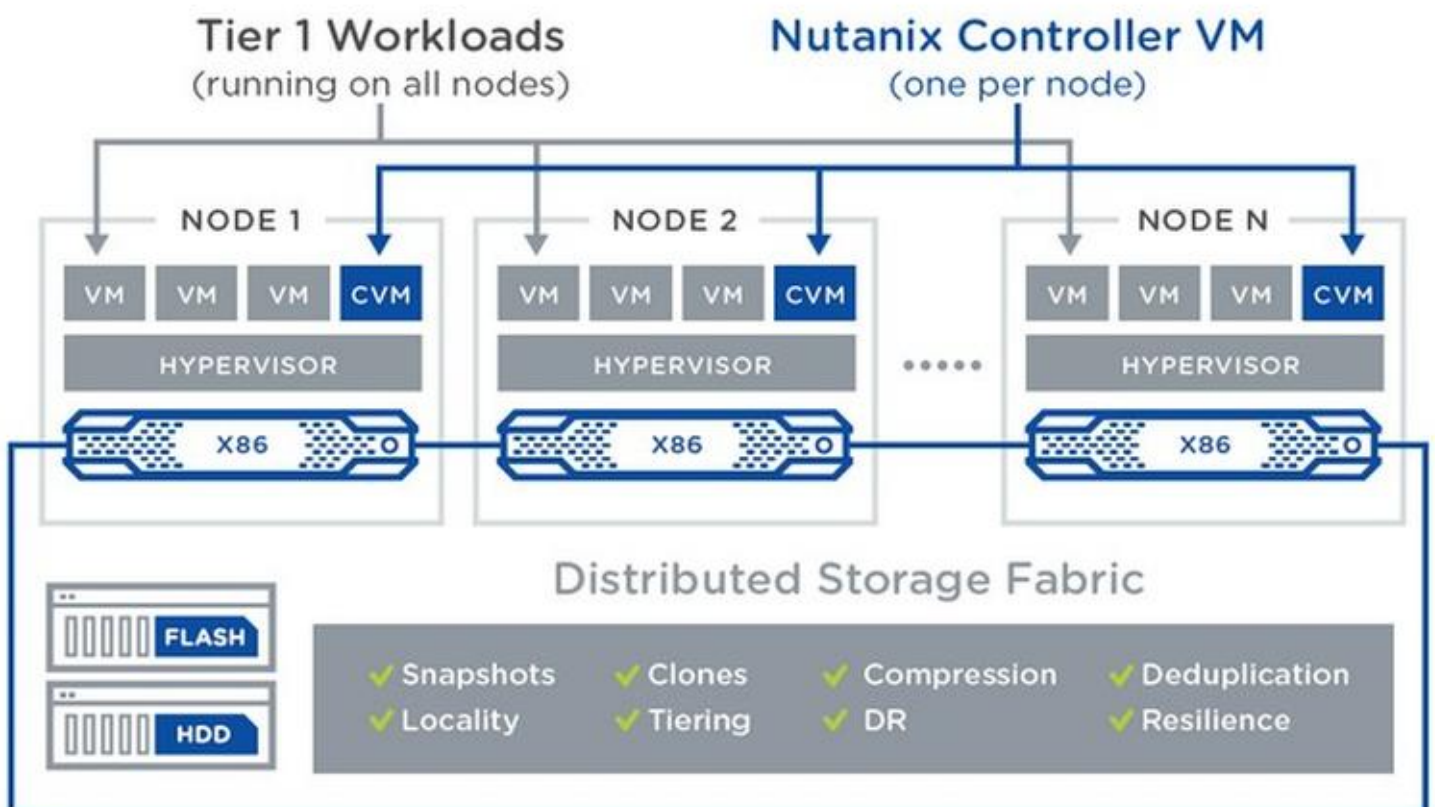 Tier 1 Workloads
(running on all nodes)
Nutanix Controller VM
(one per node)
NODE 1
NODE 2
NODE N
VM VM VM CVM
VM VM VM CVM
VM VM VM CVM
HYPERVISOR
HYPERVISOR
HYPERVISOR
X86
X86
X86
Distributed Storage Fabric
FLASH
HDD
Snapshots Clones Compression Deduplication
Locality Tiering DR Resilience